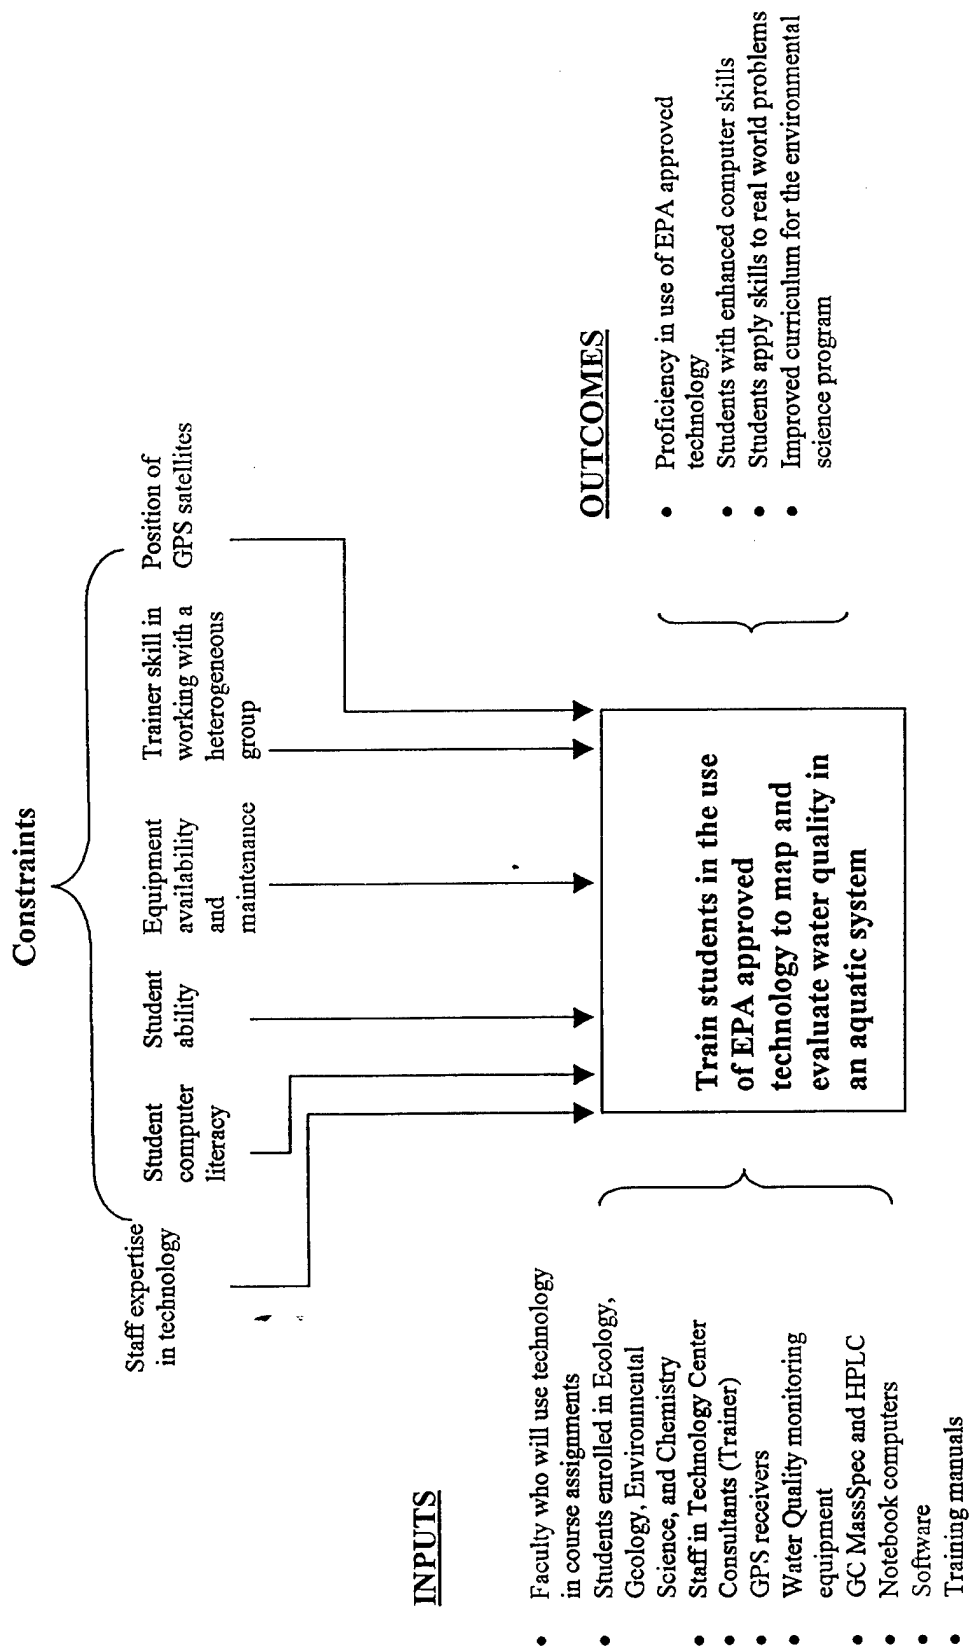 Constraints
Staff expertise
in technology
Student
computer
literacy
Student
ability
Equipment
availability
and
maintenance
Trainer skill in
working with a
heterogeneous
group
Position of
GPS satellites
INPUTS
• Faculty who will use technology
in course assignments
• Students enrolled in Ecology,
Geology, Environmental
Science, and Chemistry
• Staff in Technology Center
• Consultants (Trainer)
• GPS receivers
• Water Quality monitoring
equipment
• GC MassSpec and HPLC
• Notebook computers
• Software
• Training manuals
Train students in the use
of EPA approved
technology to map and
evaluate water quality in
an aquatic system
OUTCOMES
• Proficiency in use of EPA approved
technology
• Students with enhanced computer skills
• Students apply skills to real world problems
• Improved curriculum for the environmental
science program